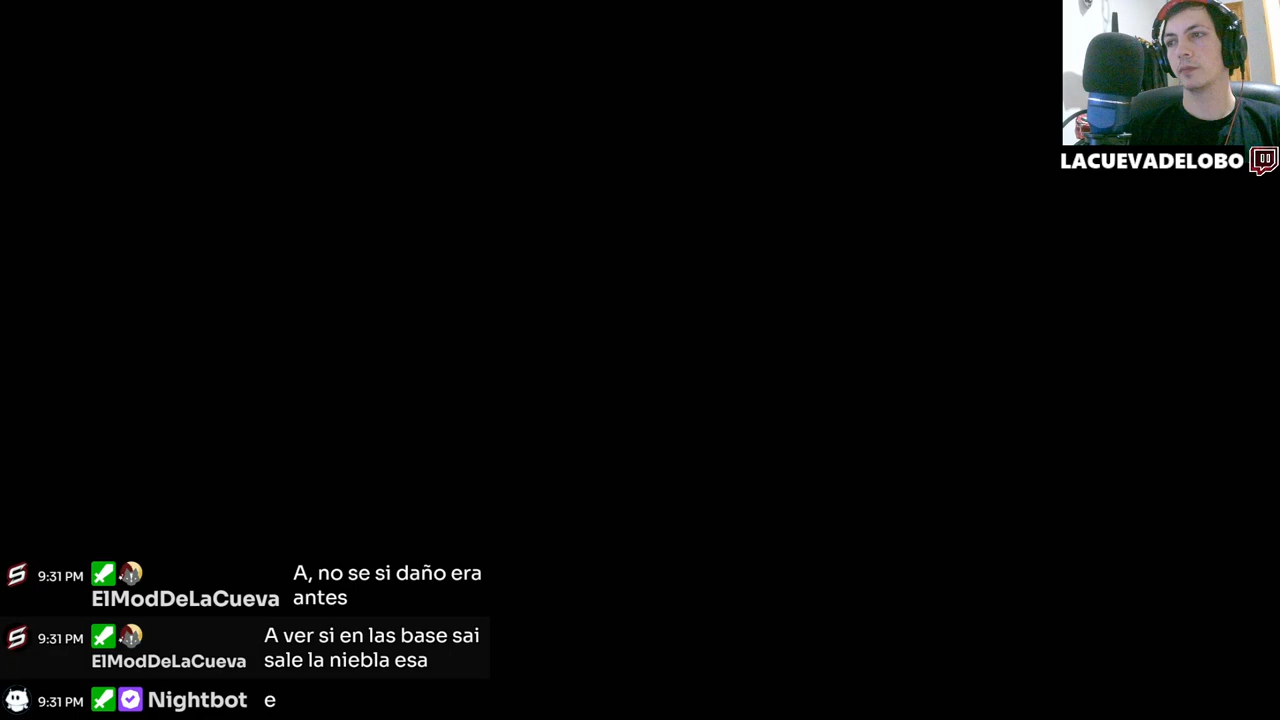 LACUEVADELOBO
9:31 PM A, no se si daño era
ElModDeLaCueva antes
9:31 PM A ver si en las base sai
ElModDeLaCueva sale la niebla esa
9:31 PM Nightbot e